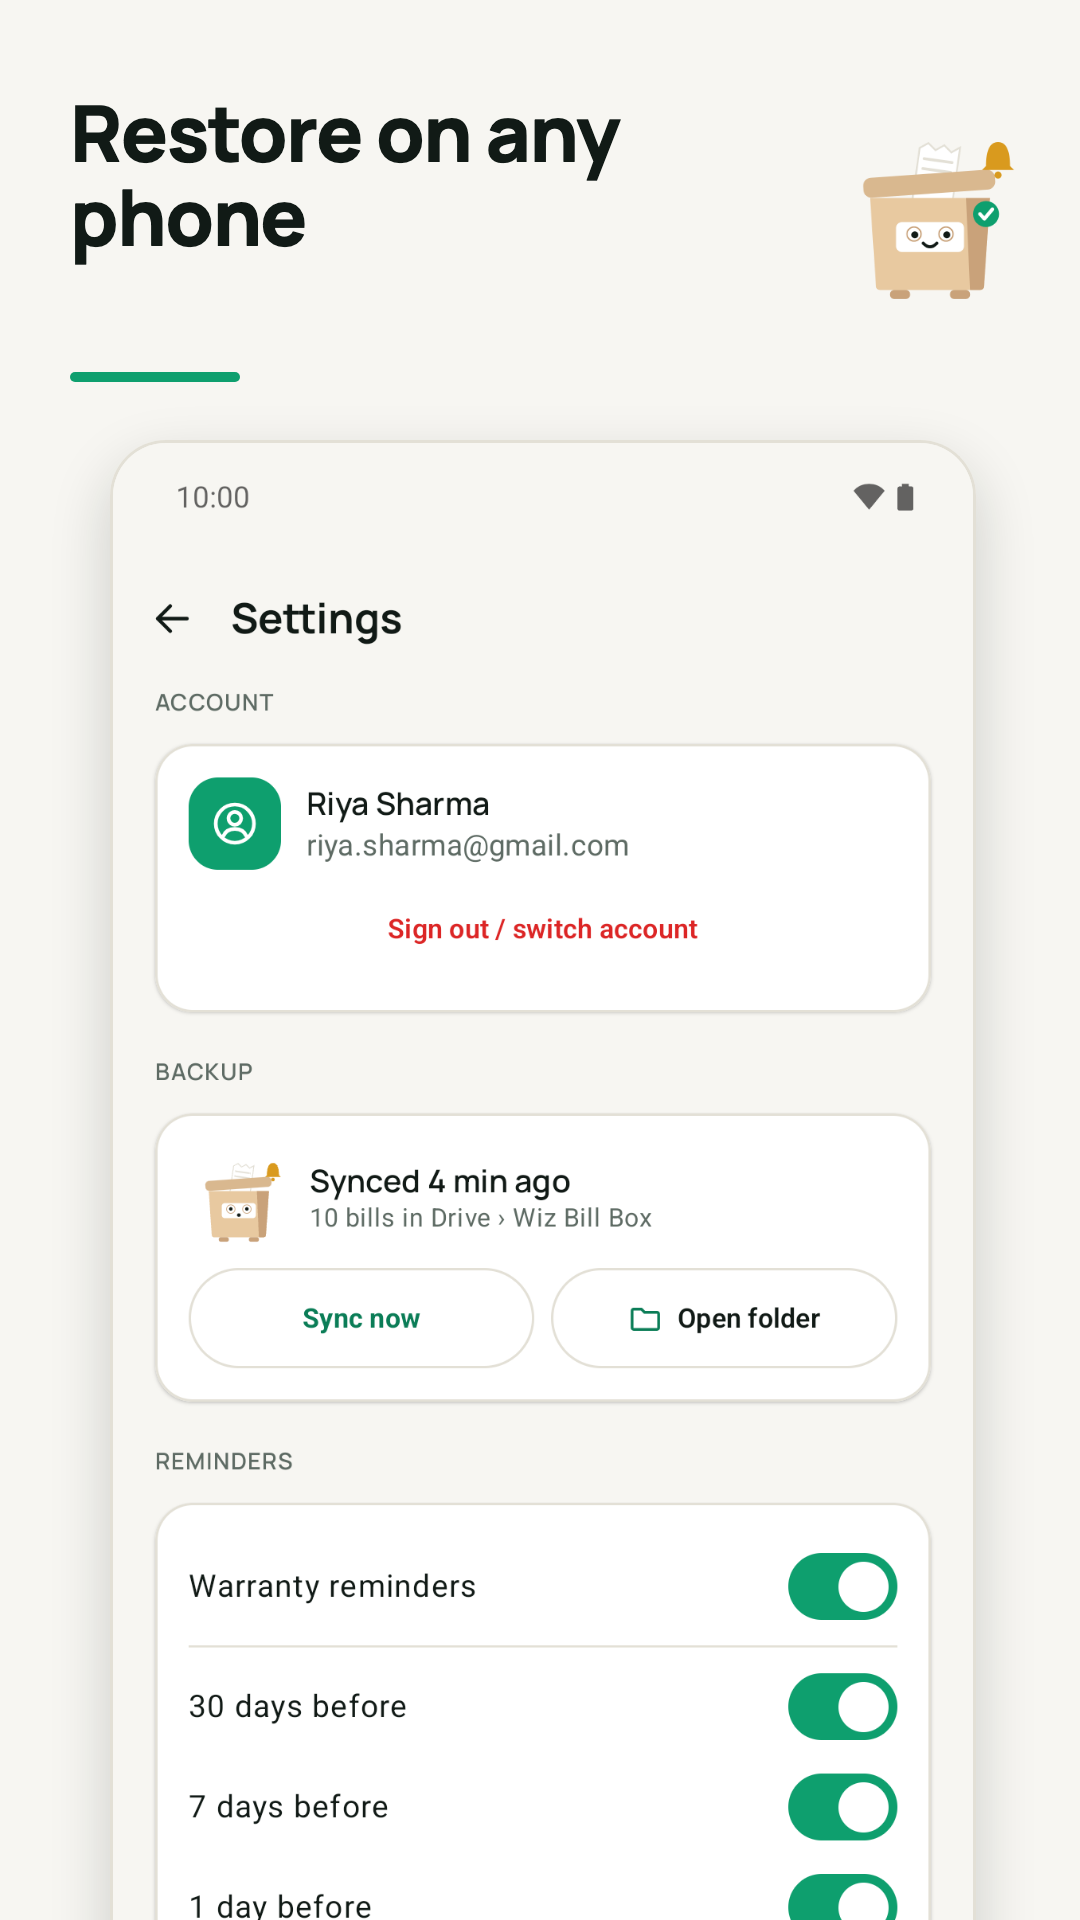 Restore on any
phone
10:00
Settings
ACCOUNT
Riya Sharma
riya.sharma@gmail.com
Sign out / switch account
BACKUP
Synced 4 min ago
10 bills in Drive › Wiz Bill Box
Sync now
Open folder
REMINDERS
Warranty reminders
30 days before
7 days before
1 day before